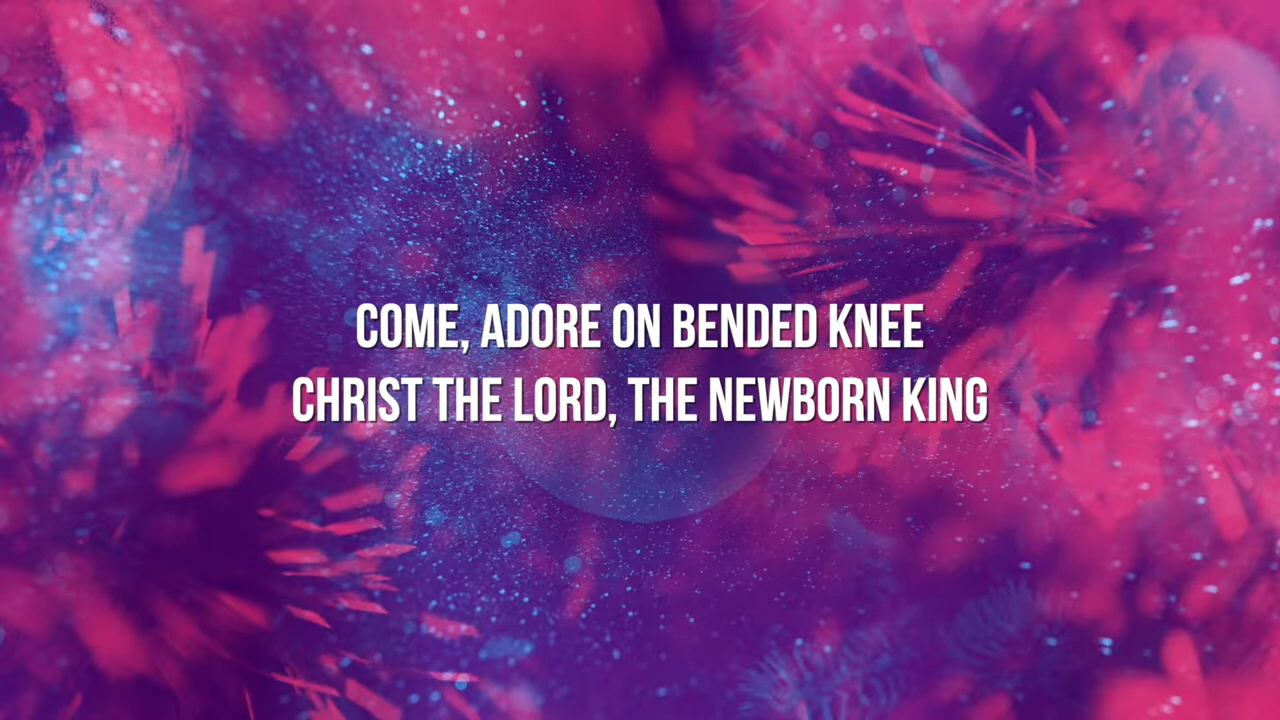 COME, ADORE ON BENDED KNEE
CHRIST THE LORD, THE NEWBORN KING